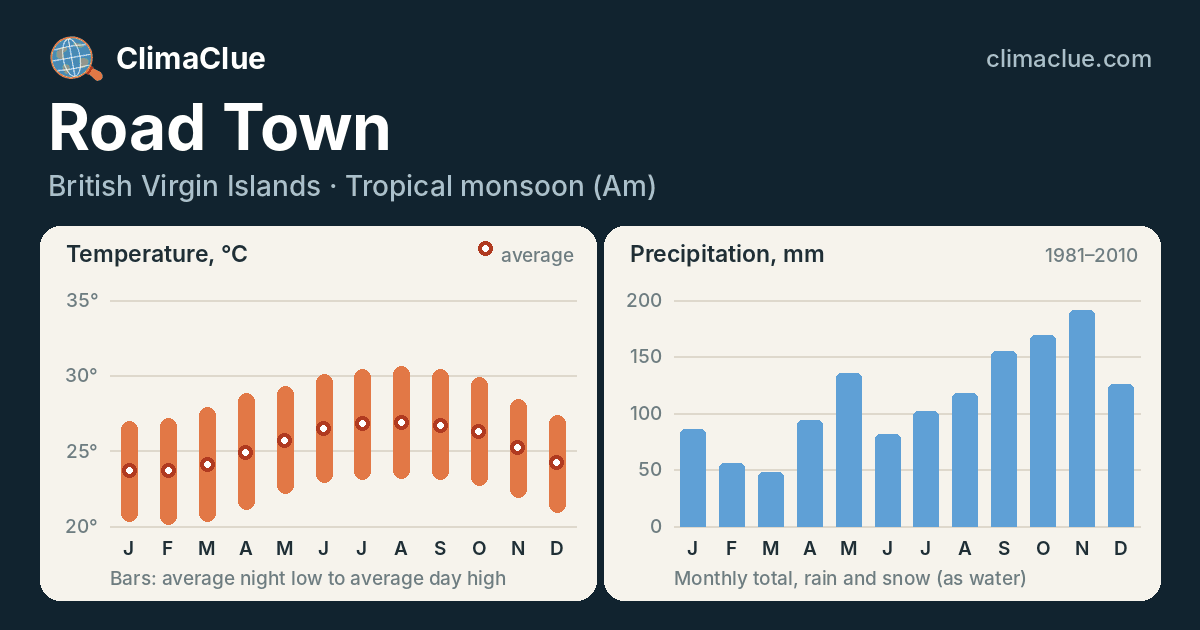 ClimaClue
climaclue.com
Road Town
British Virgin Islands · Tropical monsoon (Am)
Temperature, °C
average
35°
30°
25°
20°
J F M A M J J A S O N D
Bars: average night low to average day high
Precipitation, mm
1981–2010
200
150
100
50
0
J F M A M J J A S O N D
Monthly total, rain and snow (as water)